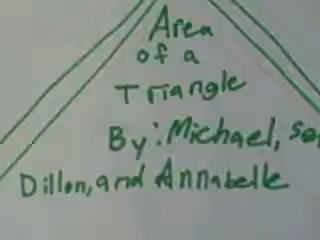 Area
of a
Triangle
By: Michael,
Dillon, and Annabelle